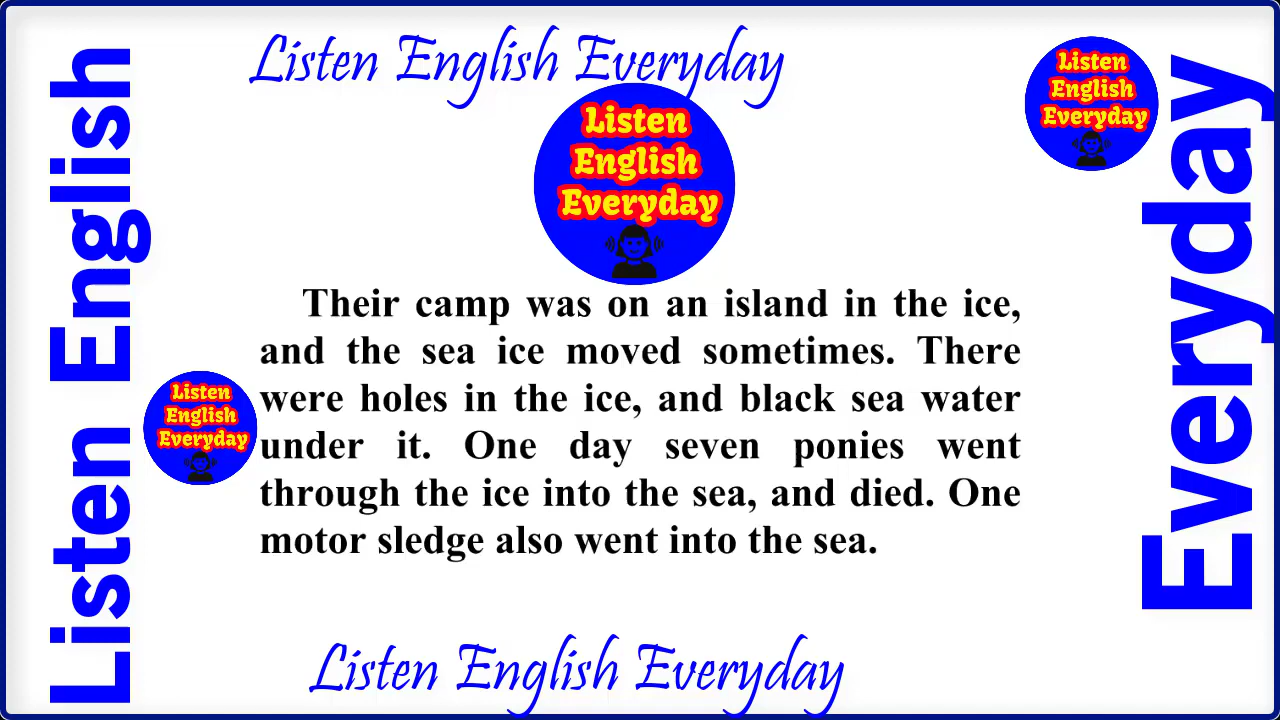 Listen English Everyday
Listen
English
Everyday
Listen
English
Everyday
Listen English
Everyday
Their camp was on an island in the ice,
and the sea ice moved sometimes. There
were holes in the ice, and black sea water
under it. One day seven ponies went
through the ice into the sea, and died. One
motor sledge also went into the sea.
Listen
English
Everyday
Listen English Everyday